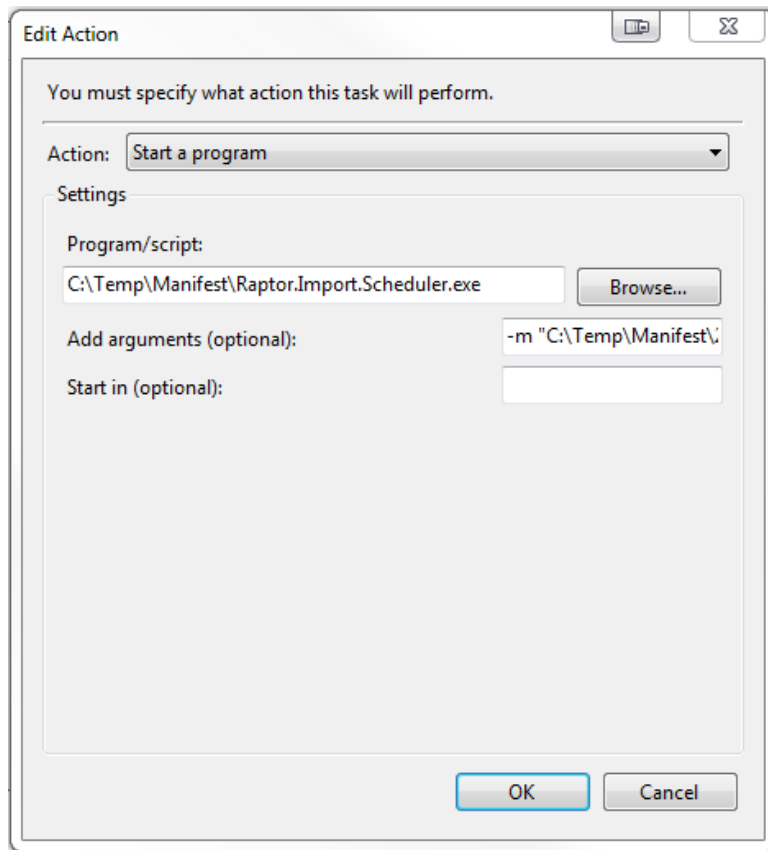 Edit Action
You must specify what action this task will perform.
Action: Start a program
Settings
Program/script:
C:\Temp\Manifest\Raptor.Import.Scheduler.exe Browse...
Add arguments (optional): -m "C:\Temp\Manifest\
Start in (optional):
OK Cancel